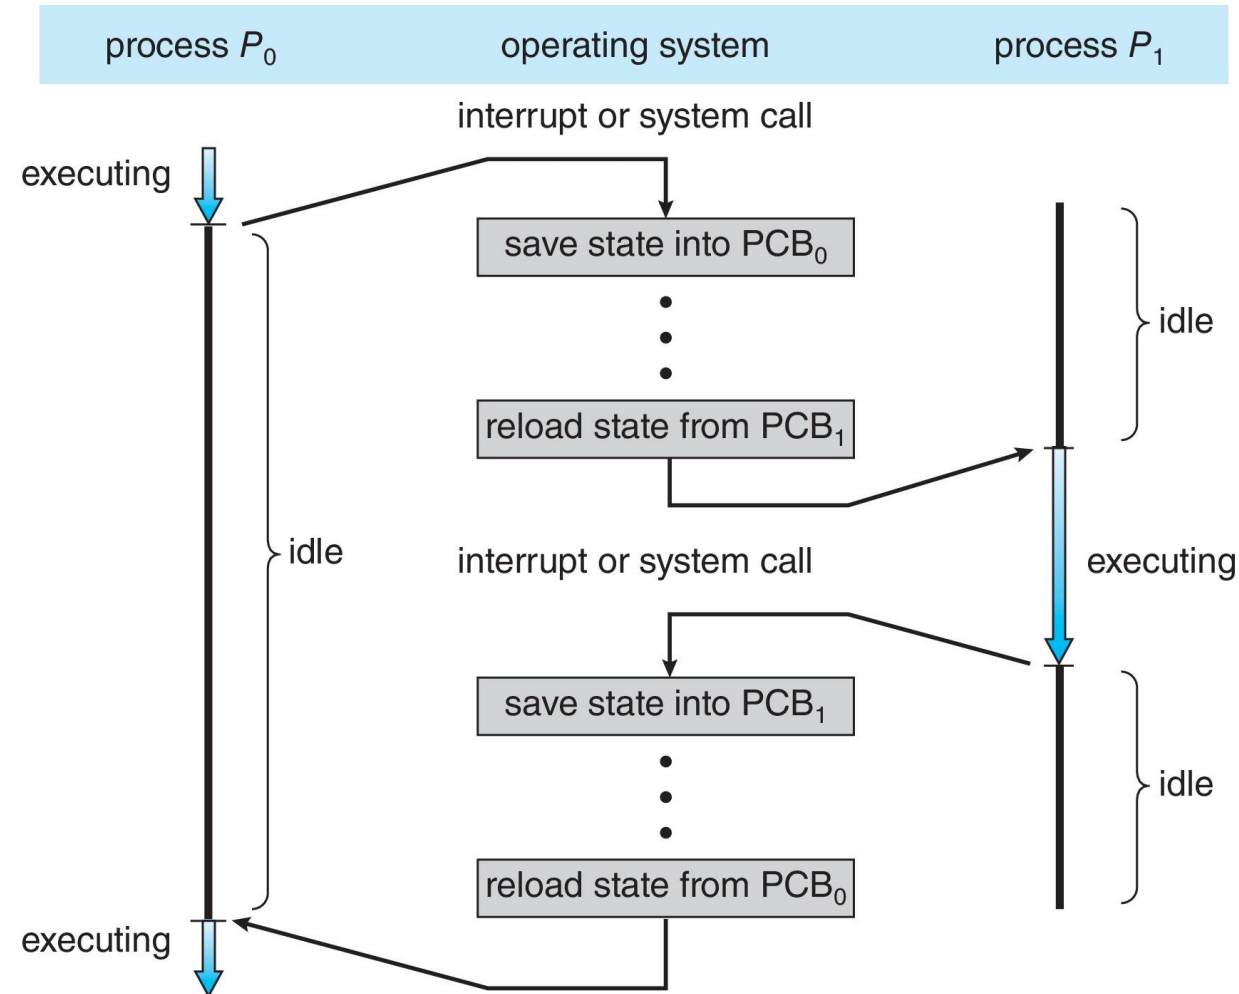 process P0
operating system
process P1
interrupt or system call
executing
save state into PCB0
idle
reload state from PCB1
idle
interrupt or system call
executing
save state into PCB1
idle
reload state from PCB0
executing